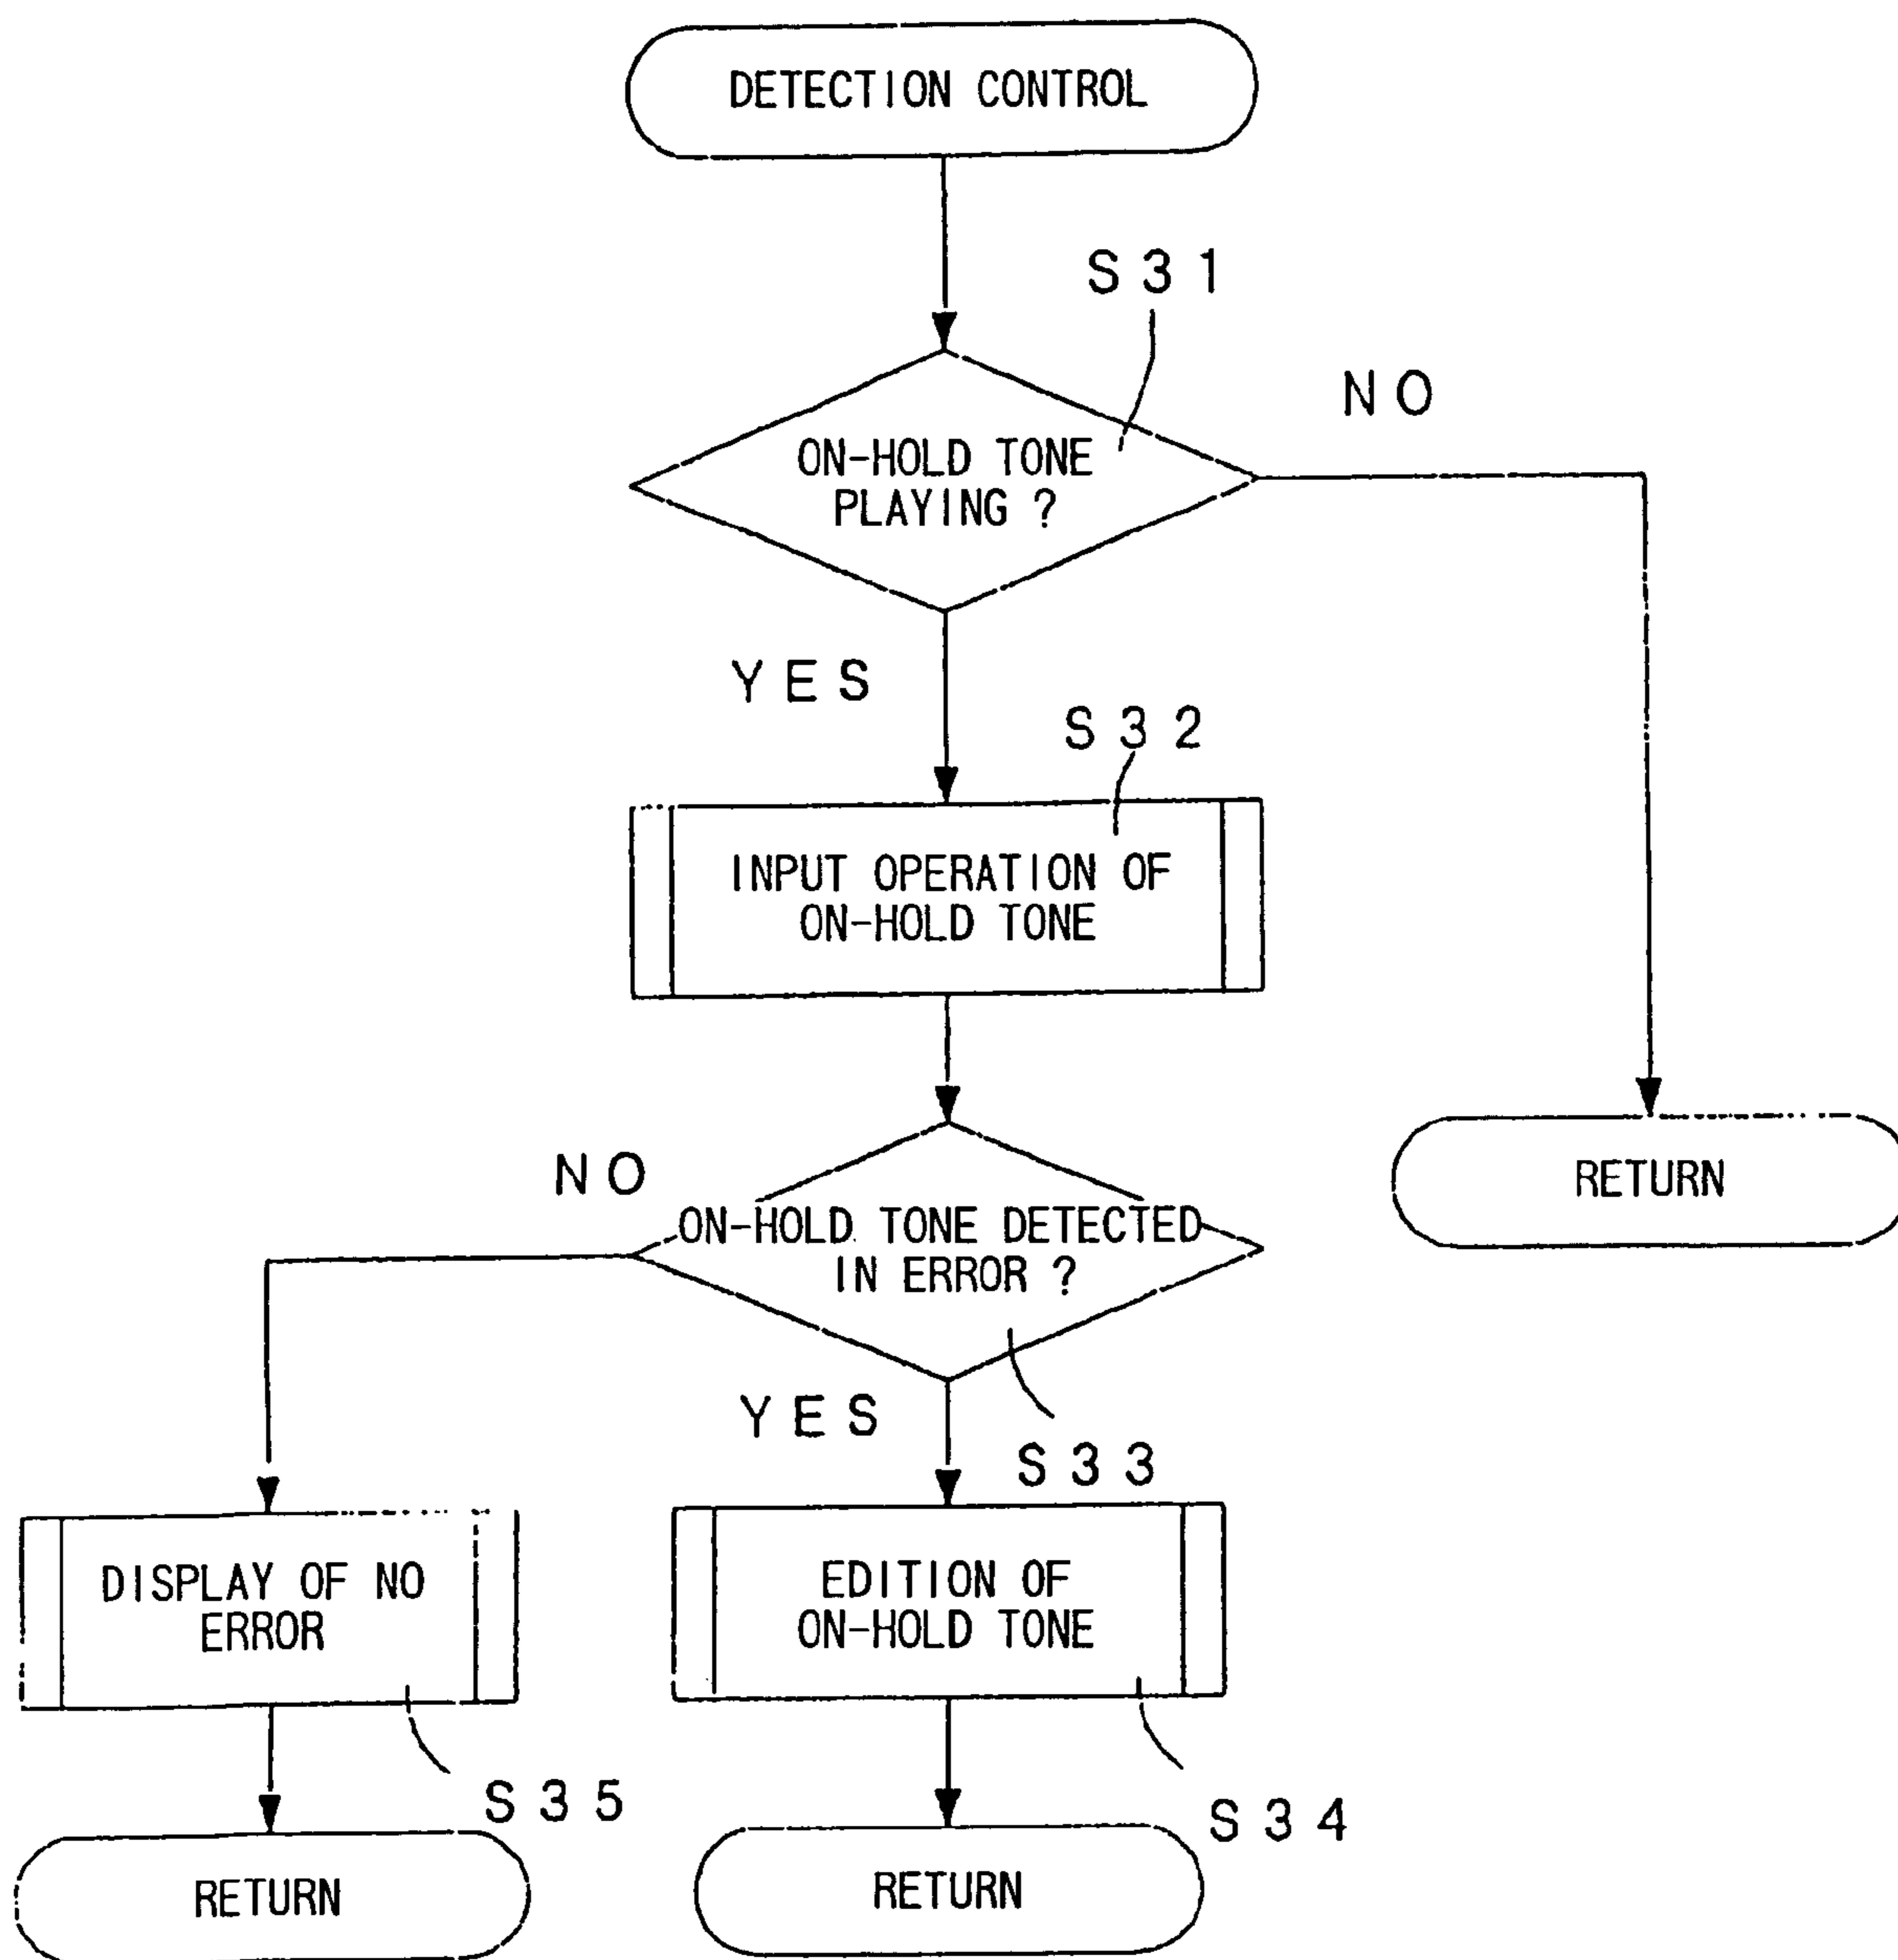 DETECTION CONTROL
S31
NO
ON-HOLD TONE
PLAYING ?
YES
S32
INPUT OPERATION OF
ON-HOLD TONE
NO
ON-HOLD TONE DETECTED
IN ERROR ?
RETURN
YES
S33
DISPLAY OF NO
ERROR
EDITION OF
ON-HOLD TONE
S35
S34
RETURN
RETURN